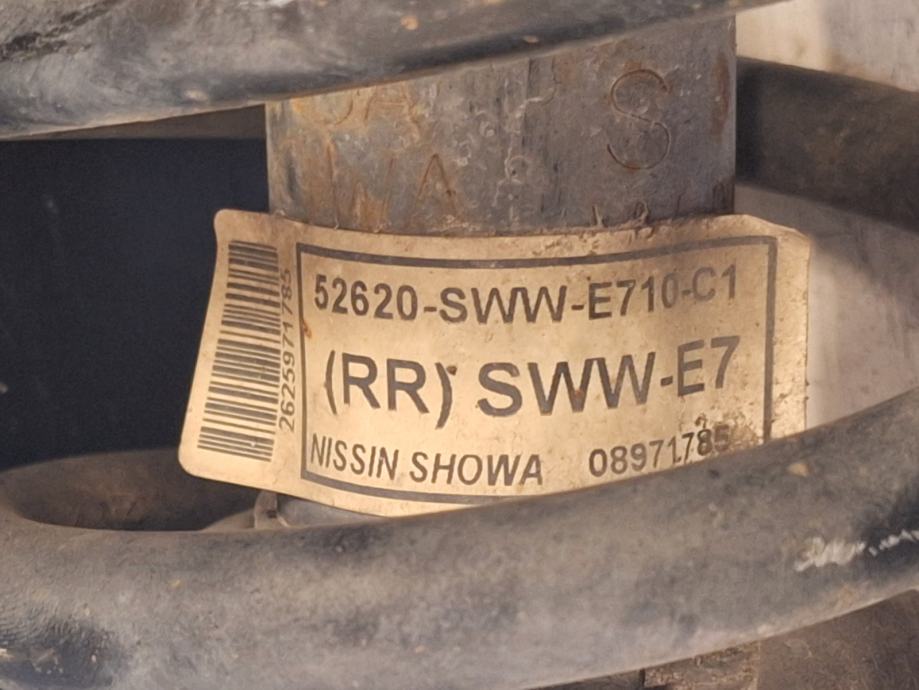 S
52620-SWW-E710-C1
(RR) SWW-E7
NISSIN SHOWA 08971785
2625971785